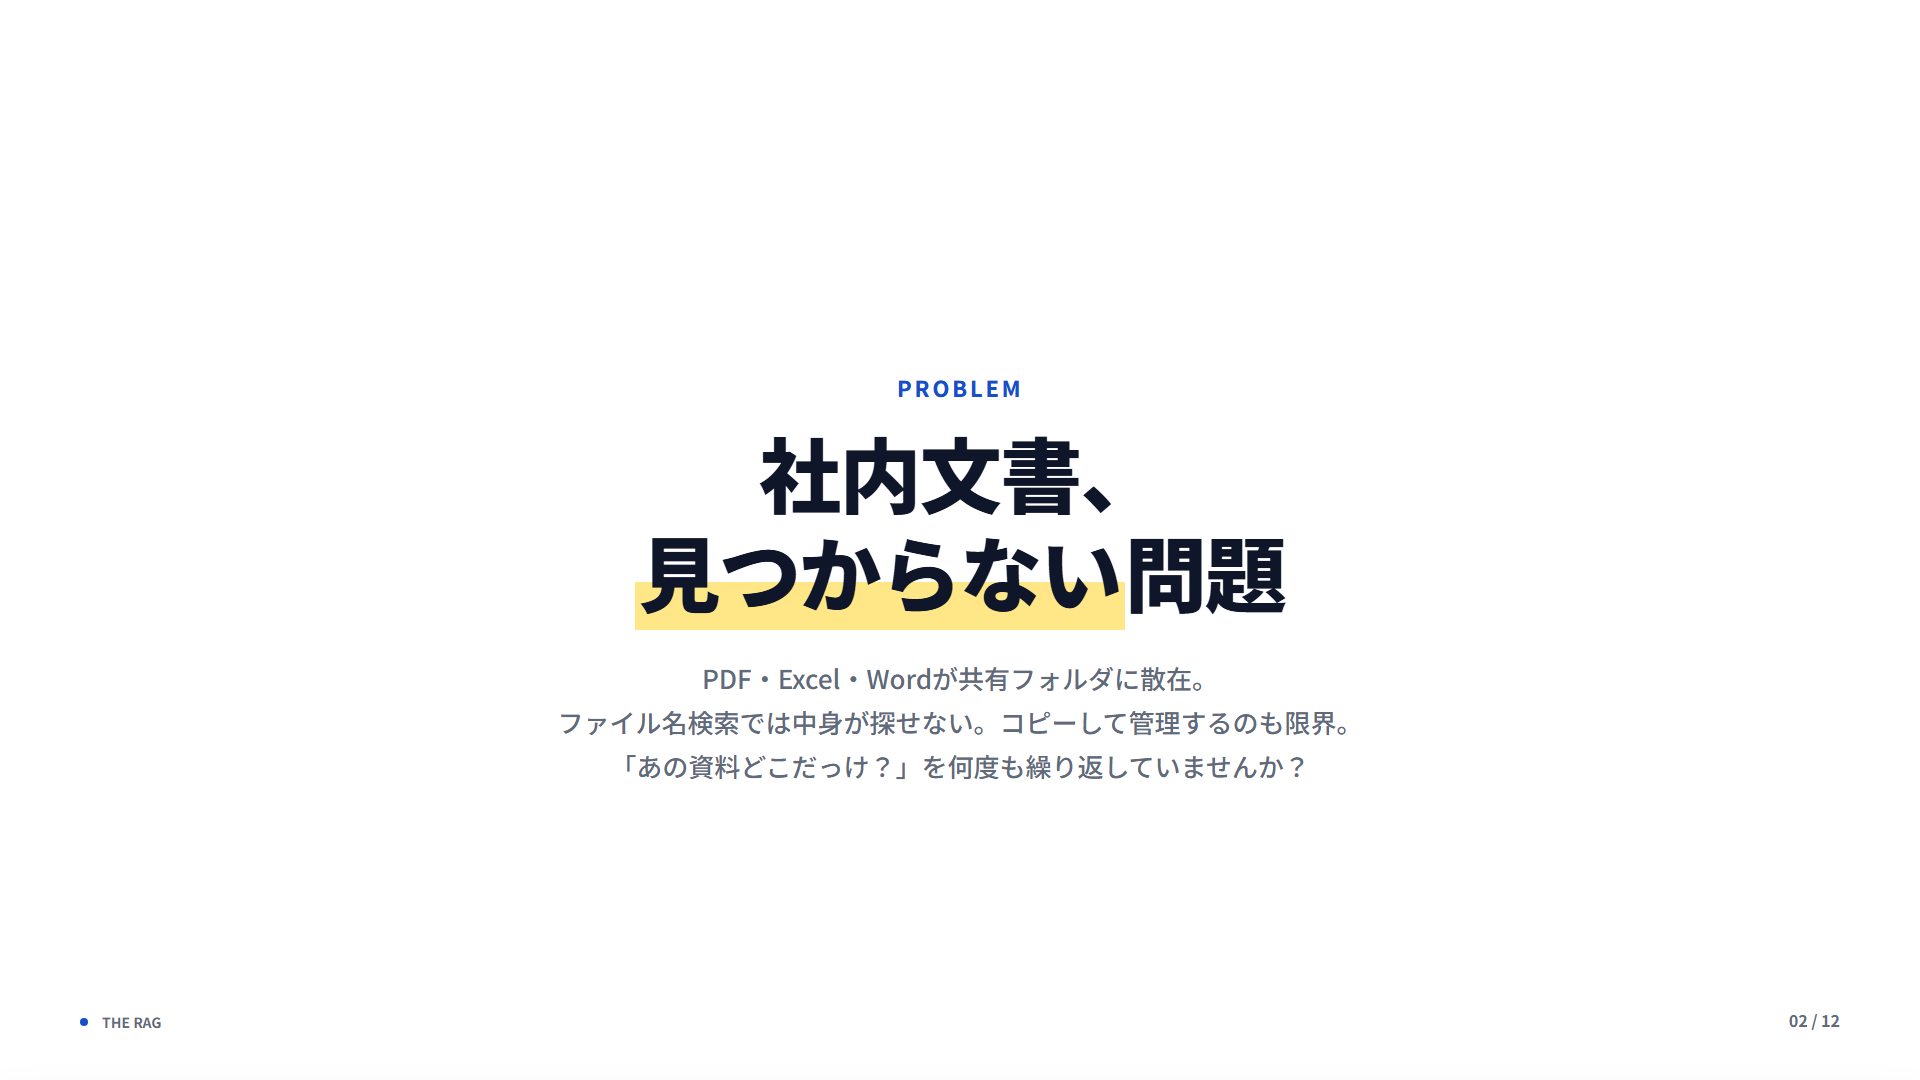 PROBLEM
社内文書、
見つからない問題
PDF・Excel・Wordが共有フォルダに散在。
ファイル名検索では中身が探せない。コピーして管理するのも限界。
「あの資料どこだっけ？」を何度も繰り返していませんか？
THE RAG
02 / 12